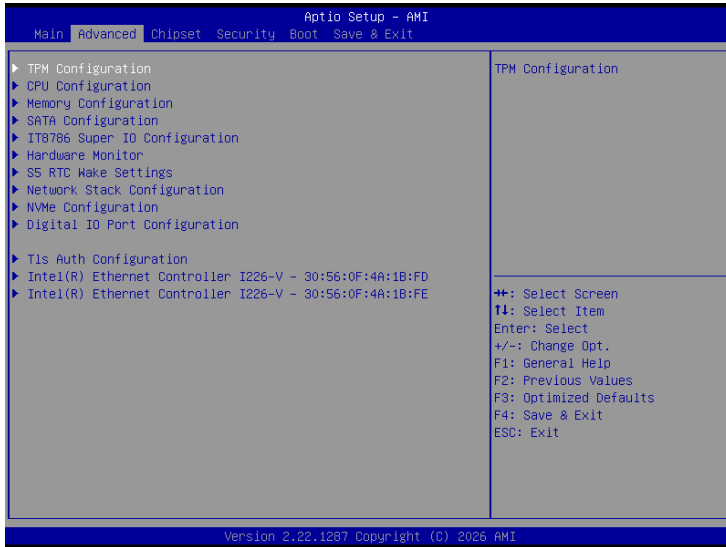 Aptio Setup – AMI
Main Advanced Chipset Security Boot Save & Exit
TPM Configuration
CPU Configuration
Memory Configuration
SATA Configuration
IT8786 Super IO Configuration
Hardware Monitor
S5 RTC Wake Settings
Network Stack Configuration
NVMe Configuration
Digital IO Port Configuration
Tls Auth Configuration
Intel(R) Ethernet Controller I226-V – 30:56:0F:4A:1B:FD
Intel(R) Ethernet Controller I226-V – 30:56:0F:4A:1B:FE
TPM Configuration
→←: Select Screen
↑↓: Select Item
Enter: Select
+/-: Change Opt.
F1: General Help
F2: Previous Values
F3: Optimized Defaults
F4: Save & Exit
ESC: Exit
Version 2.22.1287 Copyright (C) 2026 AMI